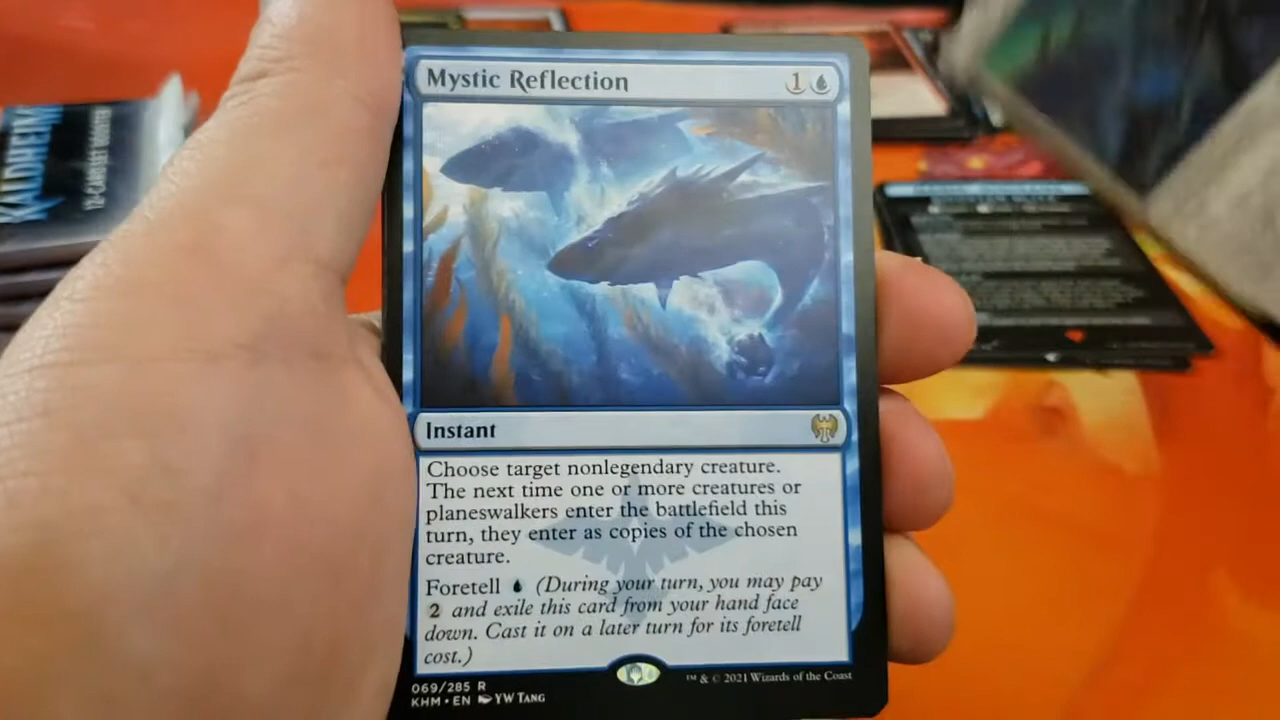 Mystic Reflection 1
Instant
Choose target nonlegendary creature.
The next time one or more creatures or
planeswalkers enter the battlefield this
turn, they enter as copies of the chosen
creature.
Foretell (During your turn, you may pay
2 and exile this card from your hand face
down. Cast it on a later turn for its foretell
cost.)
069/285 R
KHM • EN YW TANG
™ & © 2021 Wizards of the Coast
KALDHEIM